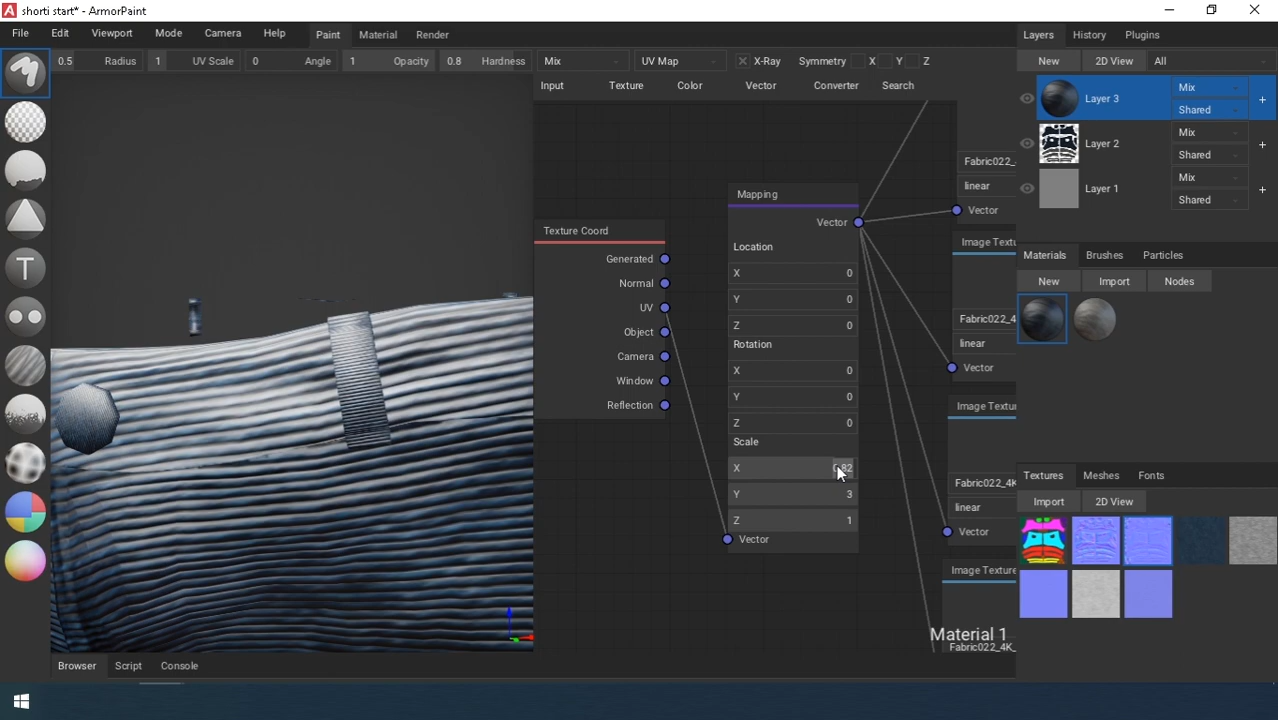 shorti start* - ArmorPaint
File Edit Viewport Mode Camera Help Paint Material Render
0.5 Radius 1 UV Scale 0 Angle 1 Opacity 0.8 Hardness Mix UV Map X-Ray Symmetry X Y Z
Input Texture Color Vector Converter Search
Texture Coord
Generated
Normal
UV
Object
Camera
Window
Reflection
Mapping
Vector
Location
X 0
Y 0
Z 0
Rotation
X 0
Y 0
Z 0
Scale
X 82
Y 3
Z 1
Vector
Fabric022_
linear
Vector
Image Textu
Fabric022_4
linear
Vector
Image Textur
Fabric022_4K
linear
Vector
Image Texture
Fabric022_4K_
Material 1
Layers History Plugins
New 2D View All
Layer 3 Mix
Shared
Layer 2 Mix
Shared
Layer 1 Mix
Shared
Materials Brushes Particles
New Import Nodes
Textures Meshes Fonts
Import 2D View
Browser Script Console